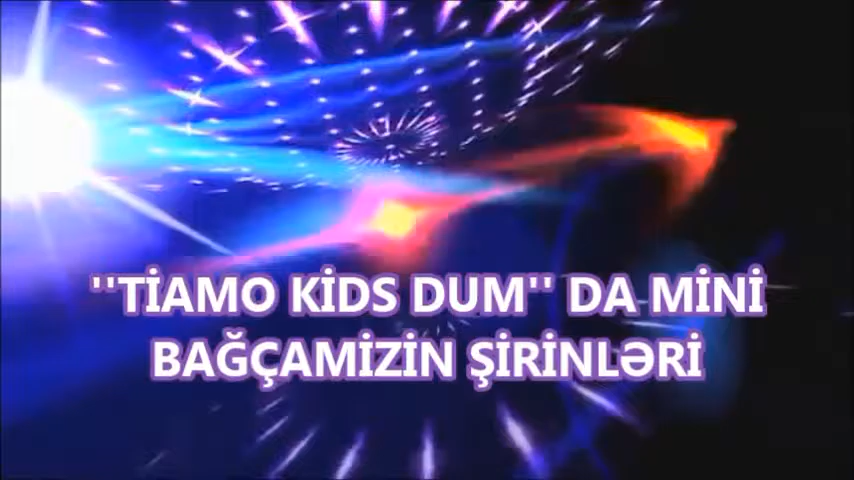 ''TİAMO KİDS DUM'' DA MİNİ
BAĞÇAMİZİN ŞİRİNLƏRİ